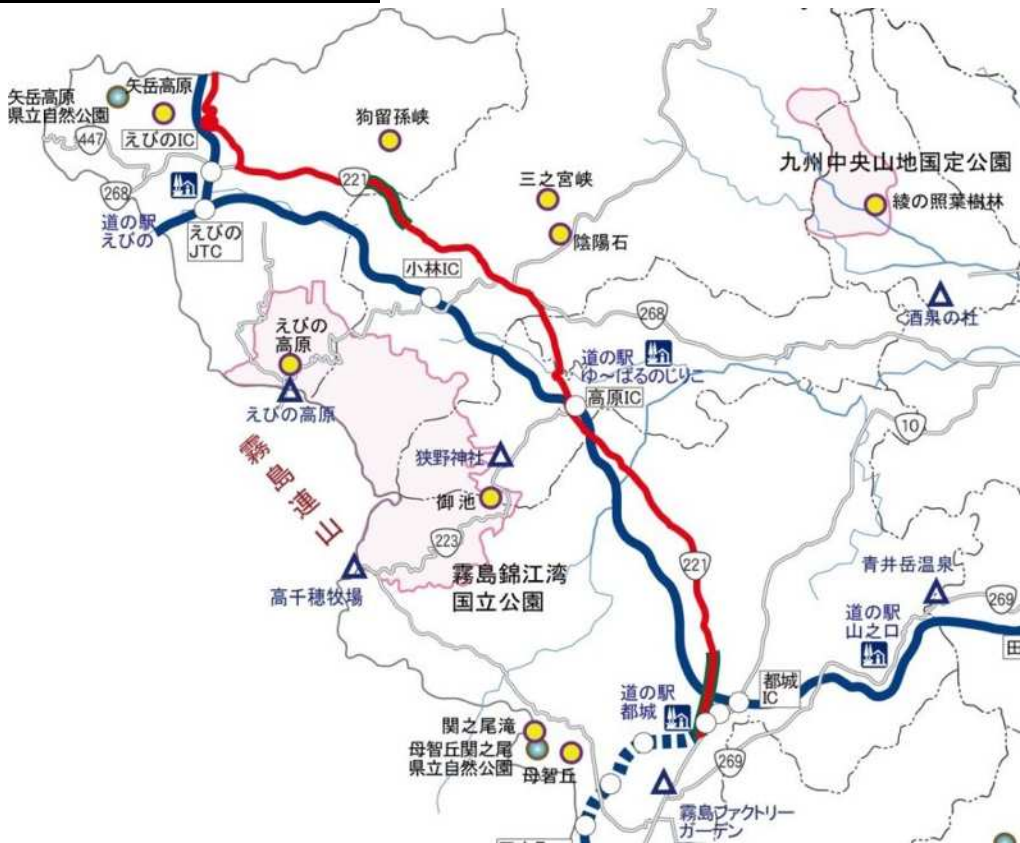 矢岳高原
県立自然公園
矢岳高原
えびのIC
447
268
道の駅
えびの
えびの
JTC
狗留孫峡
221
三之宮峡
陰陽石
九州中央山地国定公園
綾の照葉樹林
酒泉の杜
小林IC
268
えびの
高原
えびの高原
道の駅
ゆ～ぱるのじりこ
高原IC
10
霧島連山
狭野神社
御池
223
霧島錦江湾
国立公園
高千穂牧場
221
青井岳温泉
269
道の駅
山之口
田
都城
IC
道の駅
都城
関之尾滝
母智丘関之尾
県立自然公園
母智丘
269
霧島ファクトリー
ガーデン